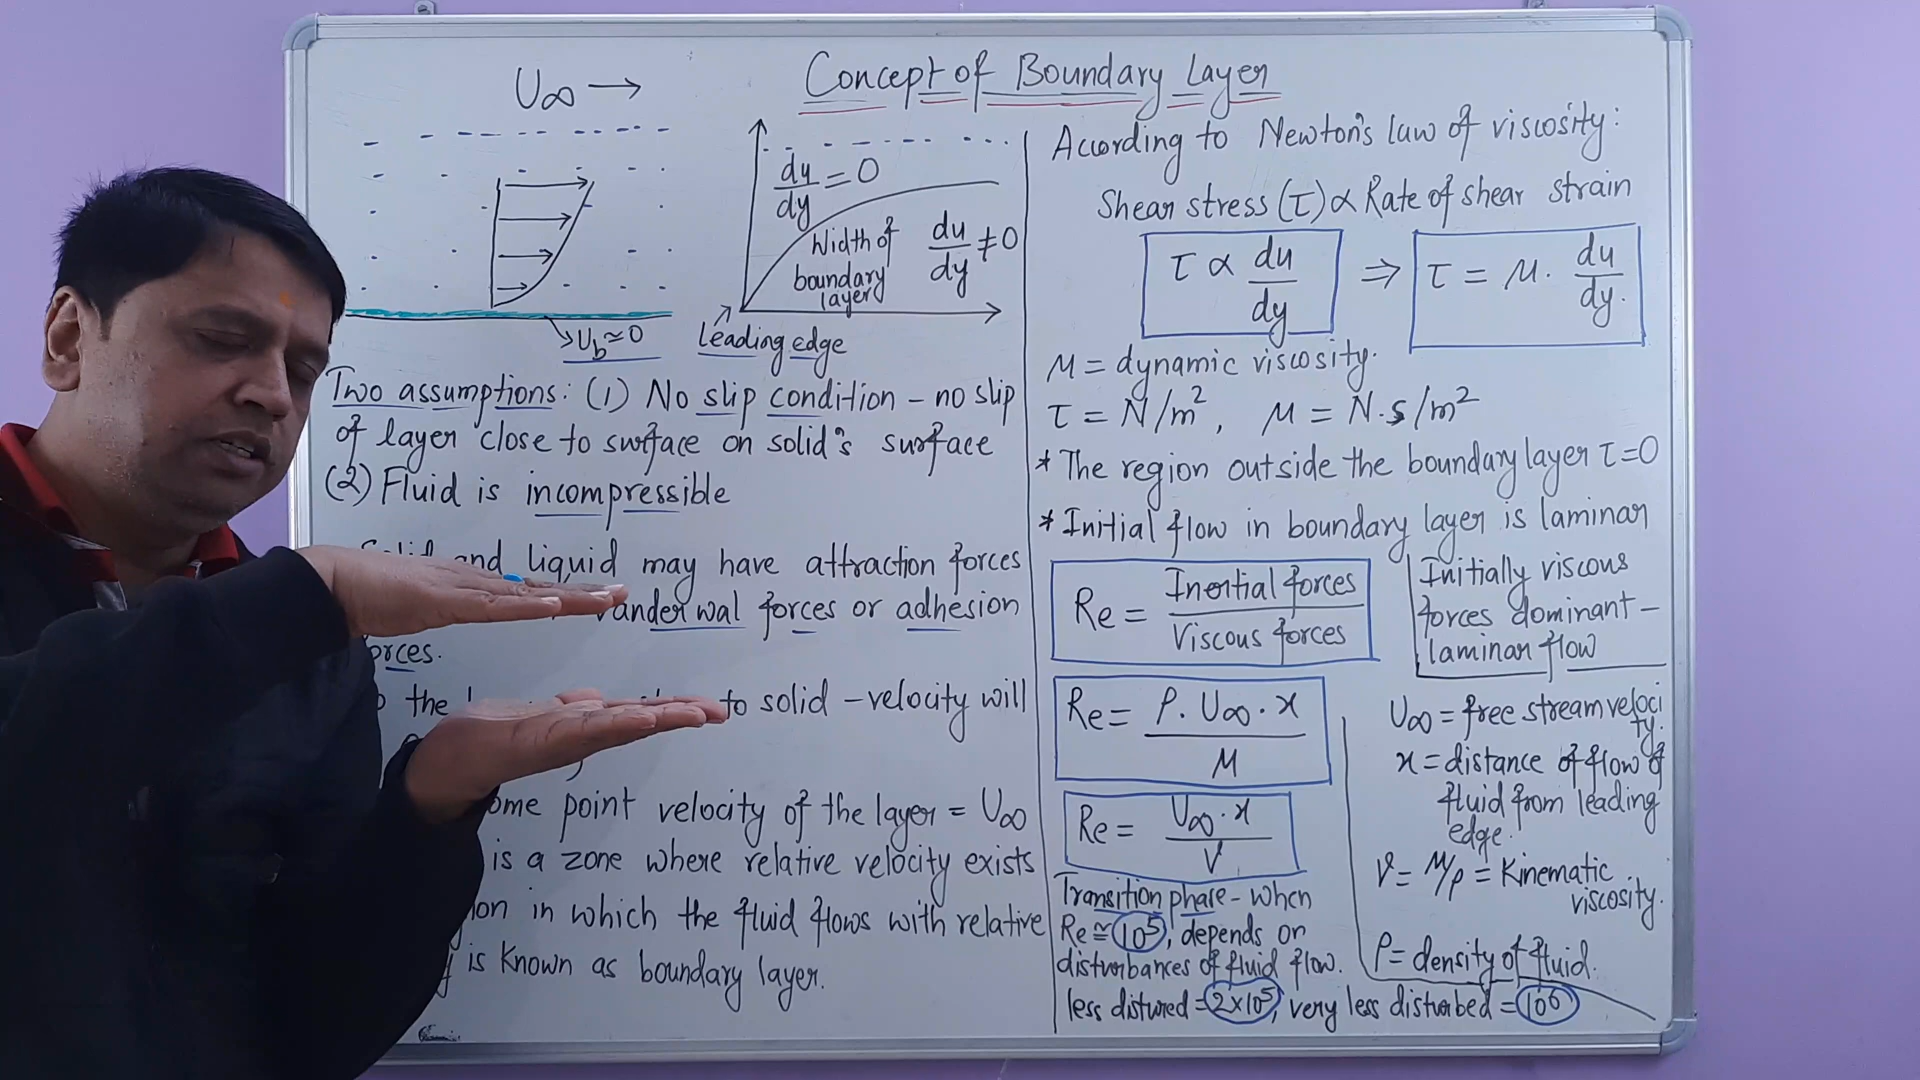 Concept of Boundary Layer
U∞ →
du/dy = 0
Width of
boundary
layer
du/dy ≠ 0
Leading edge
Ub ≃ 0
Two assumptions: (1) No slip condition – no slip
of layer close to surface on solid's surface
(2) Fluid is incompressible
Solid and liquid may have attraction forces
vander wal forces or adhesion
forces.
the to solid – velocity will
some point velocity of the layer = U∞
is a zone where relative velocity exists
in which the fluid flows with relative
is known as boundary layer.
According to Newton's law of viscosity:
Shear stress (τ) ∝ Rate of shear strain
τ ∝ du/dy ⇒ τ = μ. du/dy.
μ = dynamic viscosity.
τ = N/m², μ = N.s/m²
* The region outside the boundary layer τ=0
* Initial flow in boundary layer is laminar
Re = Inertial forces / Viscous forces
Initially viscous
forces dominant –
laminar flow
Re = ρ. U∞. x / μ
Re = U∞. x / ν
U∞ = free stream veloci
ty.
x = distance of flow of
fluid from leading
edge.
ν = μ/ρ = Kinematic
viscosity.
ρ = density of fluid.
Transition phase – when
Re ≅ 10⁵, depends on
disturbances of fluid flow.
less distured = 2×10⁵, very less disturbed = 10⁶